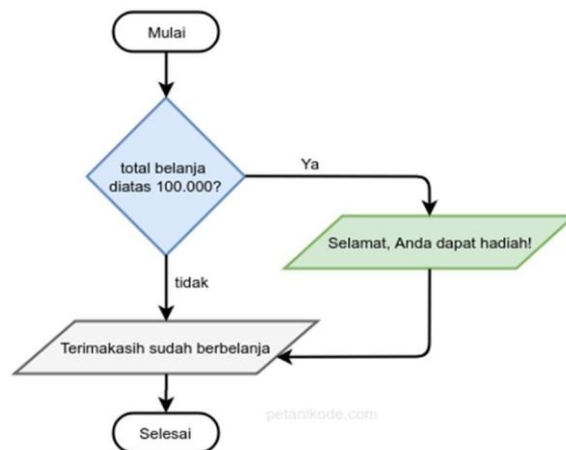 Mulai
total belanja
diatas 100.000?
Ya
Selamat, Anda dapat hadiah!
tidak
Terimakasih sudah berbelanja
petanikode.com
Selesai